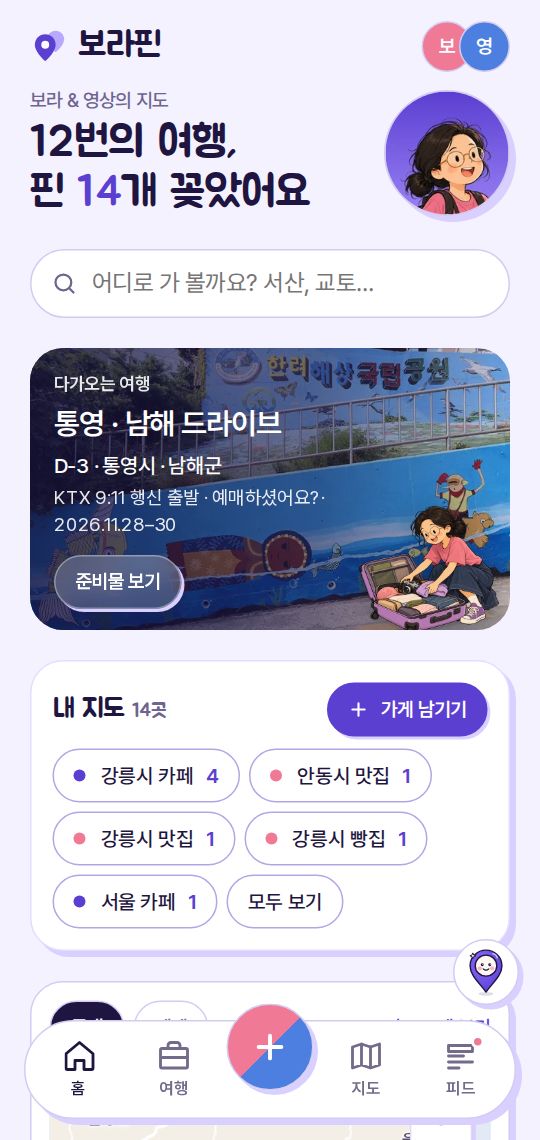 보라핀
보 영
보라 & 영상의 지도
12번의 여행,
핀 14개 꽂았어요
어디로 가 볼까요? 서산, 교토...
한려해상국립공원
다가오는 여행
통영 · 남해 드라이브
D-3 · 통영시 · 남해군
KTX 9:11 행신 출발 · 예매하셨어요? ·
2026.11.28–30
준비물 보기
내 지도 14곳
+ 가게 남기기
강릉시 카페 4
안동시 맛집 1
강릉시 맛집 1
강릉시 빵집 1
서울 카페 1
모두 보기
홈
여행
+
지도
피드